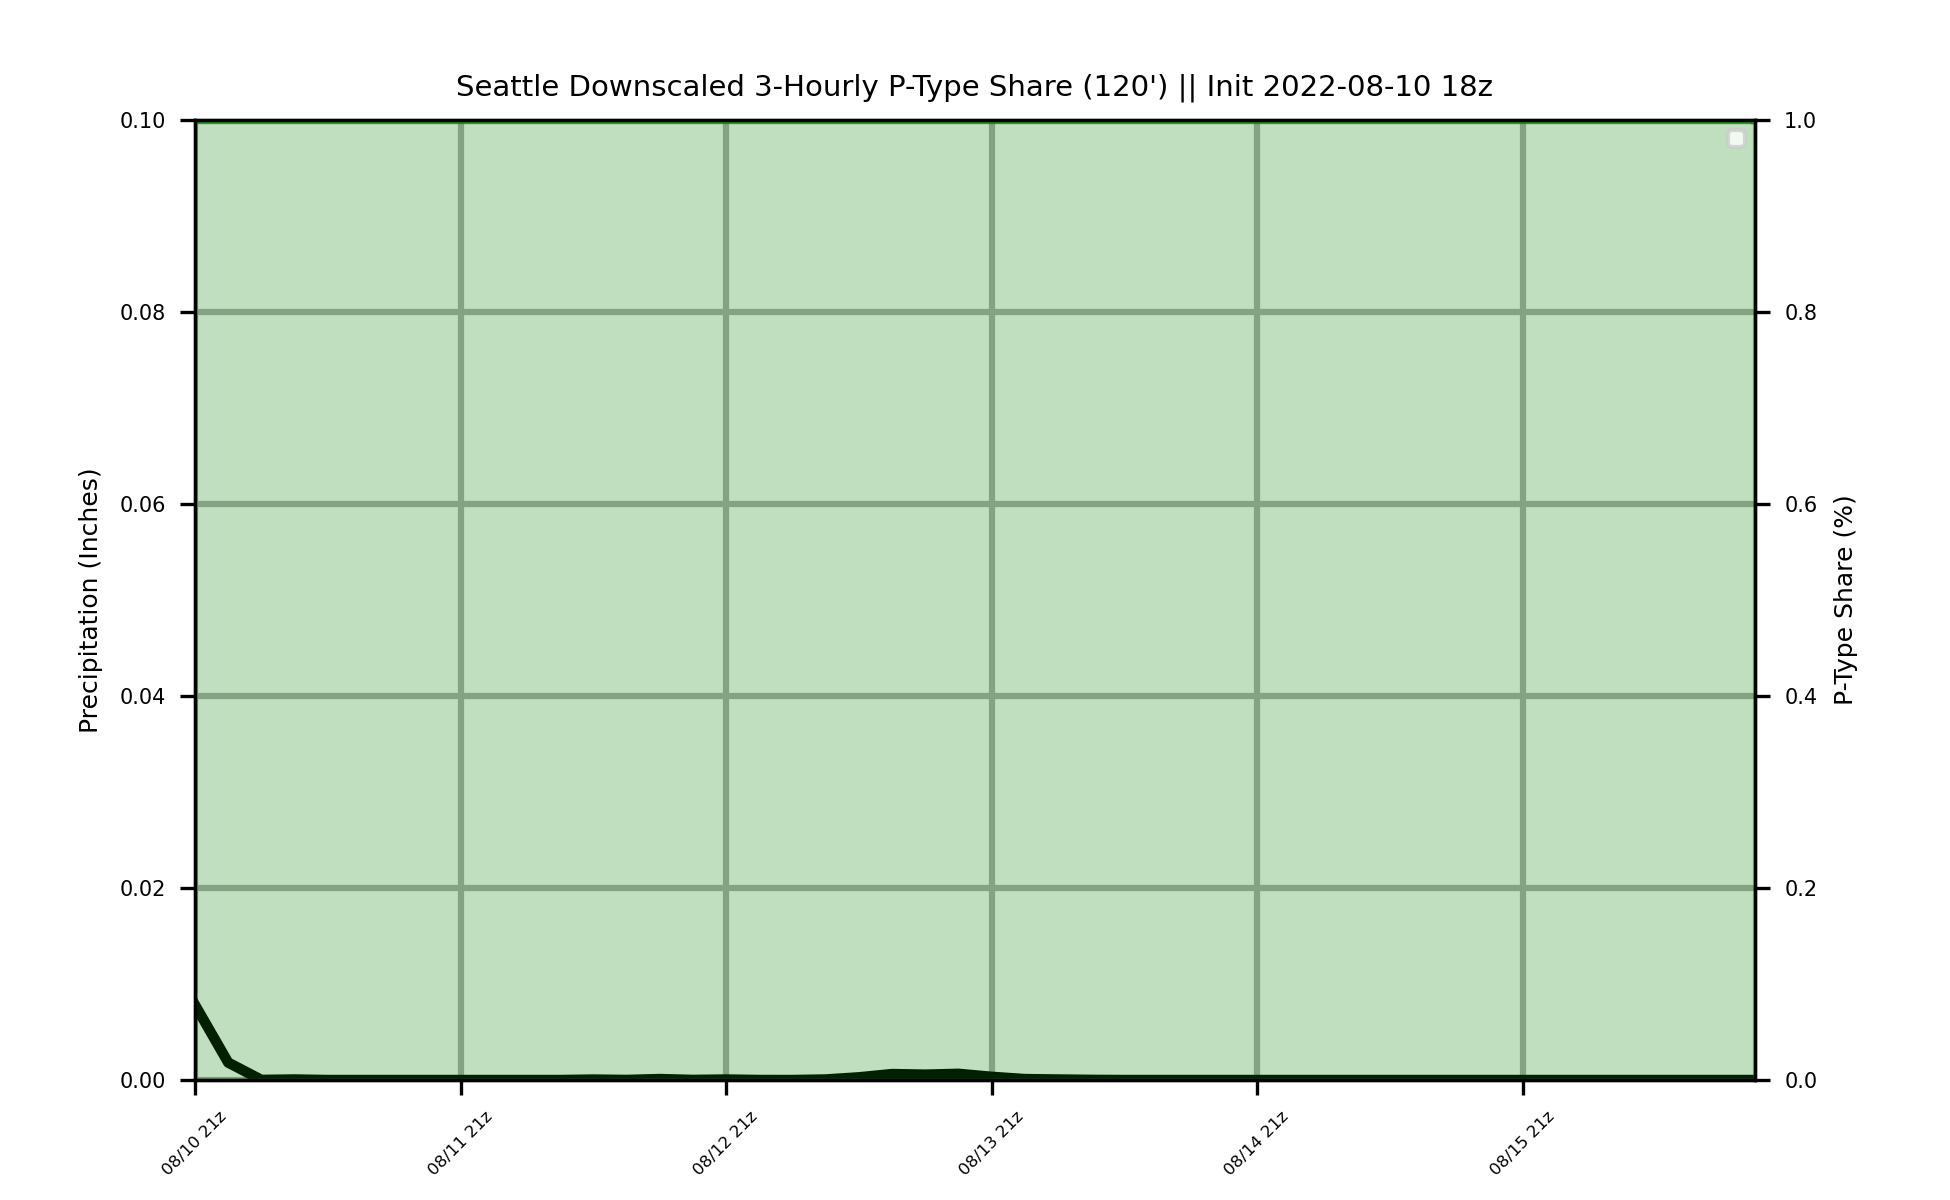 Seattle Downscaled 3-Hourly P-Type Share (120') || Init 2022-08-10 18z
0.10
0.08
0.06
0.04
0.02
0.00
Precipitation (Inches)
1.0
0.8
0.6
0.4
0.2
0.0
P-Type Share (%)
08/10 21z
08/11 21z
08/12 21z
08/13 21z
08/14 21z
08/15 21z